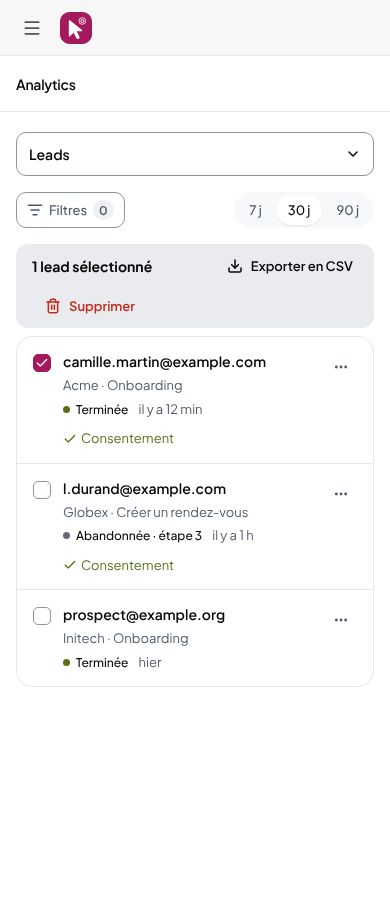 Analytics
Leads
Filtres 0 7 j 30 j 90 j
1 lead sélectionné Exporter en CSV
Supprimer
camille.martin@example.com
Acme · Onboarding
Terminée il y a 12 min
Consentement
l.durand@example.com
Globex · Créer un rendez-vous
Abandonnée · étape 3 il y a 1 h
Consentement
prospect@example.org
Initech · Onboarding
Terminée hier